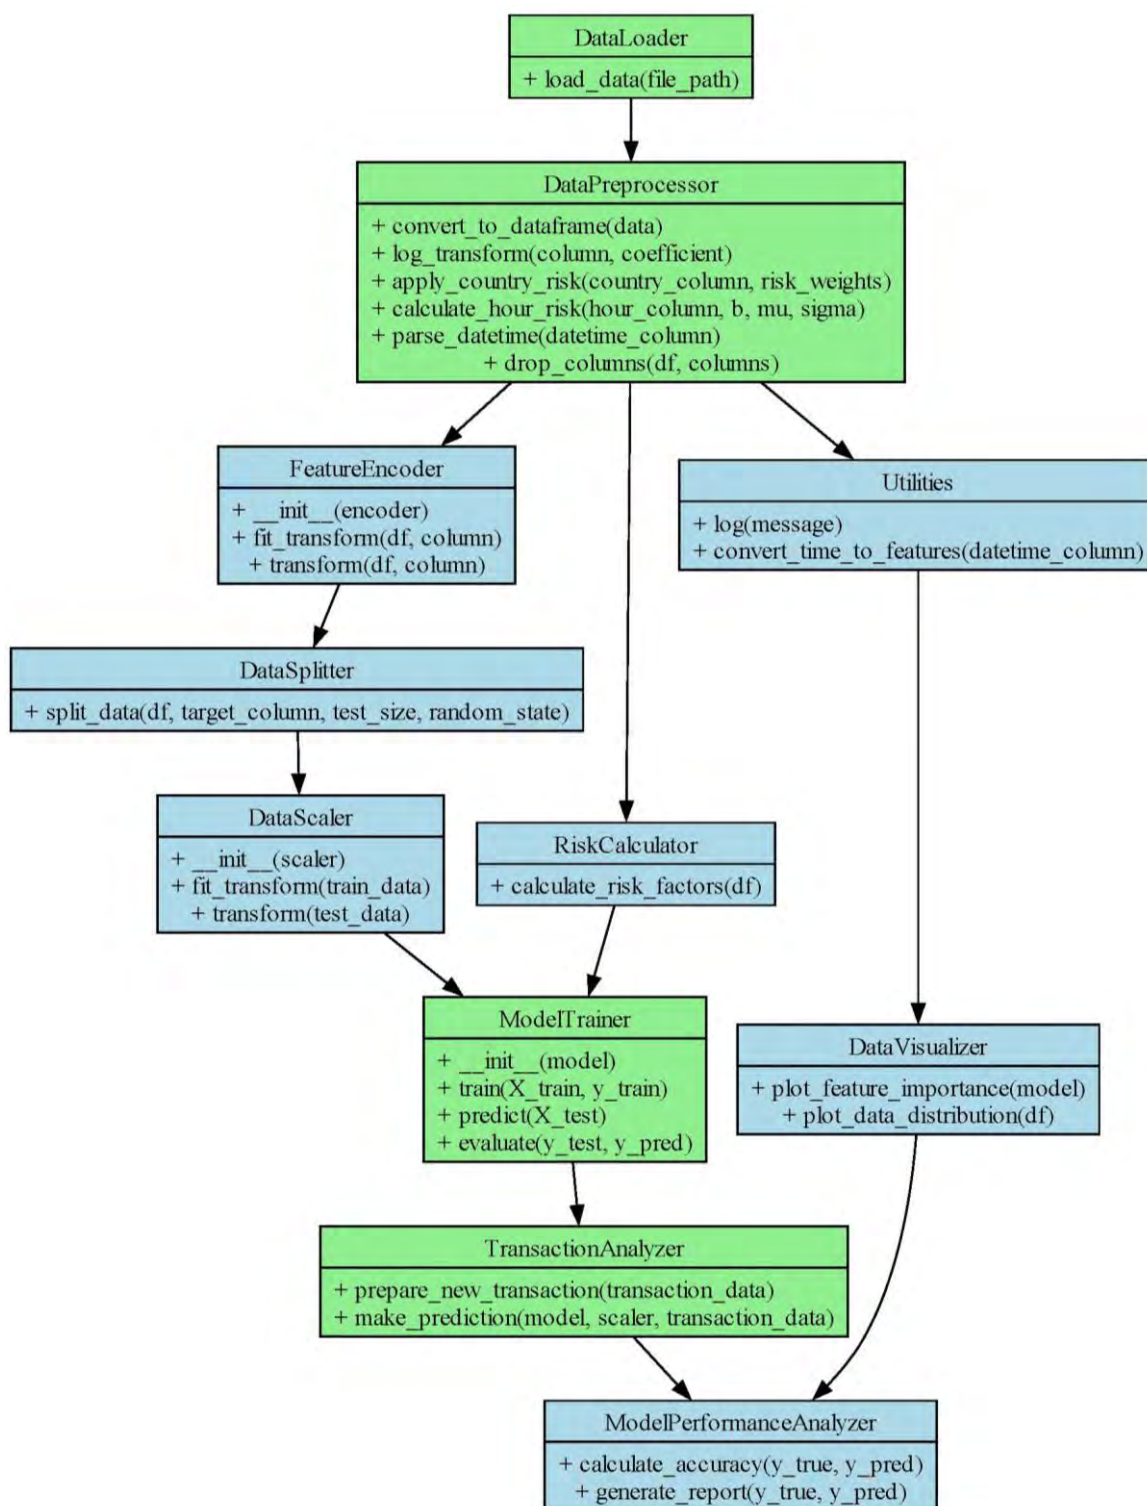 DataLoader
+ load_data(file_path)
DataPreprocessor
+ convert_to_dataframe(data)
+ log_transform(column, coefficient)
+ apply_country_risk(country_column, risk_weights)
+ calculate_hour_risk(hour_column, b, mu, sigma)
+ parse_datetime(datetime_column)
+ drop_columns(df, columns)
FeatureEncoder
+ __init__(encoder)
+ fit_transform(df, column)
+ transform(df, column)
Utilities
+ log(message)
+ convert_time_to_features(datetime_column)
DataSplitter
+ split_data(df, target_column, test_size, random_state)
DataScaler
+ __init__(scaler)
+ fit_transform(train_data)
+ transform(test_data)
RiskCalculator
+ calculate_risk_factors(df)
ModelTrainer
+ __init__(model)
+ train(X_train, y_train)
+ predict(X_test)
+ evaluate(y_test, y_pred)
DataVisualizer
+ plot_feature_importance(model)
+ plot_data_distribution(df)
TransactionAnalyzer
+ prepare_new_transaction(transaction_data)
+ make_prediction(model, scaler, transaction_data)
ModelPerformanceAnalyzer
+ calculate_accuracy(y_true, y_pred)
+ generate_report(y_true, y_pred)